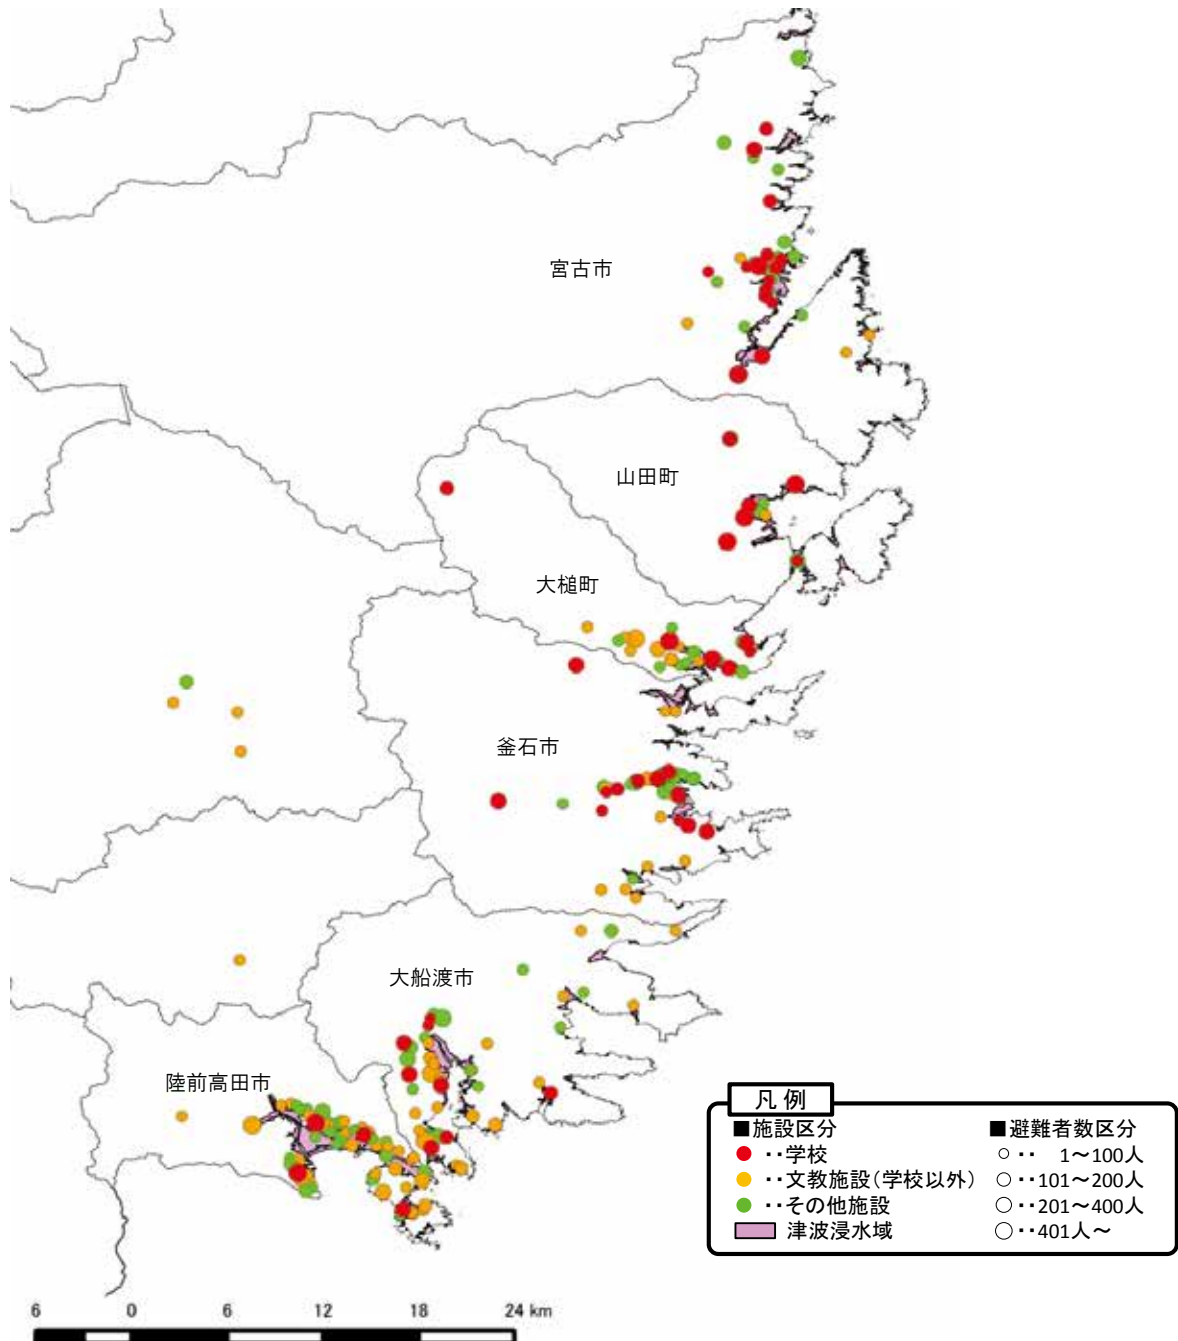 宮古市
山田町
大槌町
釜石市
大船渡市
陸前高田市
凡例
■施設区分
● ‥学校
● ‥文教施設(学校以外)
● ‥その他施設
津波浸水域
■避難者数区分
○ ‥ 1～100人
○ ‥101～200人
○ ‥201～400人
○ ‥401人～
6 0 6 12 18 24 km